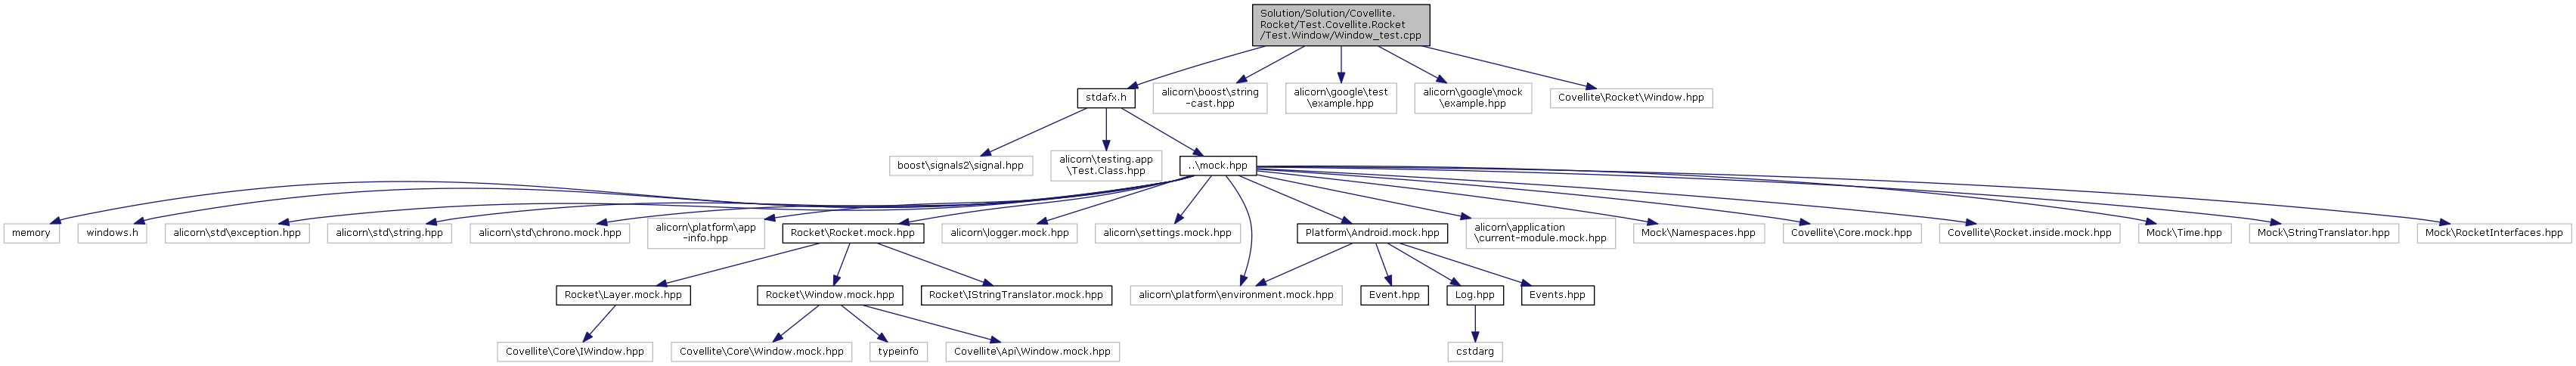 Solution/Solution/Covellite.
Rocket/Test.Covellite.Rocket
/Test.Window/Window_test.cpp
stdafx.h
alicorn\boost\string
-cast.hpp
alicorn\google\test
\example.hpp
alicorn\google\mock
\example.hpp
Covellite\Rocket\Window.hpp
boost\signals2\signal.hpp
alicorn\testing.app
\Test.Class.hpp
..\mock.hpp
memory
windows.h
alicorn\std\exception.hpp
alicorn\std\string.hpp
alicorn\std\chrono.mock.hpp
alicorn\platform\app
-info.hpp
Rocket\Rocket.mock.hpp
alicorn\logger.mock.hpp
alicorn\settings.mock.hpp
Platform\Android.mock.hpp
alicorn\application
\current-module.mock.hpp
Mock\Namespaces.hpp
Covellite\Core.mock.hpp
Covellite\Rocket.inside.mock.hpp
Mock\Time.hpp
Mock\StringTranslator.hpp
Mock\RocketInterfaces.hpp
Rocket\Layer.mock.hpp
Rocket\Window.mock.hpp
Rocket\IStringTranslator.mock.hpp
alicorn\platform\environment.mock.hpp
Event.hpp
Log.hpp
Events.hpp
Covellite\Core\IWindow.hpp
Covellite\Core\Window.mock.hpp
typeinfo
Covellite\Api\Window.mock.hpp
cstdarg